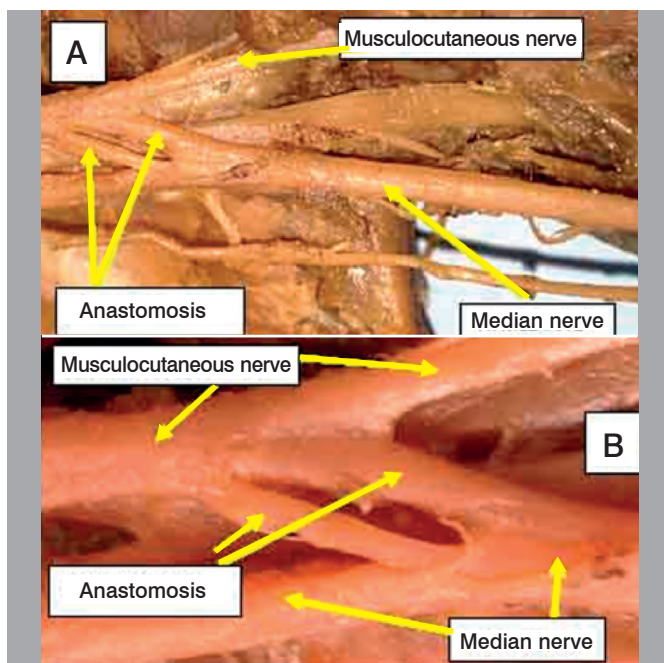 A
Musculocutaneous nerve
Anastomosis
Median nerve
Musculocutaneous nerve
B
Anastomosis
Median nerve